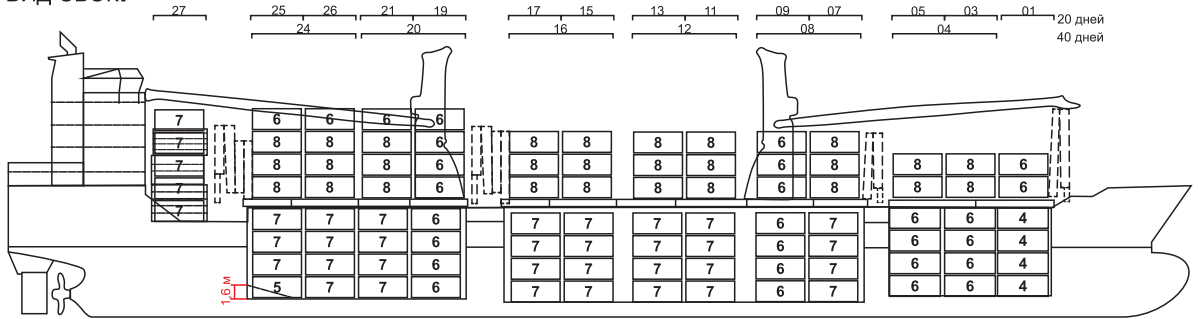 27 25 26 21 19 17 15 13 11 09 07 05 03 01 20 дней
24 20 16 12 08 04 40 дней
7 6 6 6 6
7 8 8 8 6 8 8 8 8 6 8
7 8 8 8 6 8 8 8 8 6 8 8 8 6
7 8 8 8 6 8 8 8 8 6 8 8 8 6
7 7 7 7 6 7 7 7 7 6 7 6 6 4
7 7 7 6 7 7 7 7 6 7 6 6 4
7 7 7 6 7 7 7 7 6 7 6 6 4
5 7 7 6 7 7 7 7 6 7 6 6 4
1,6 м